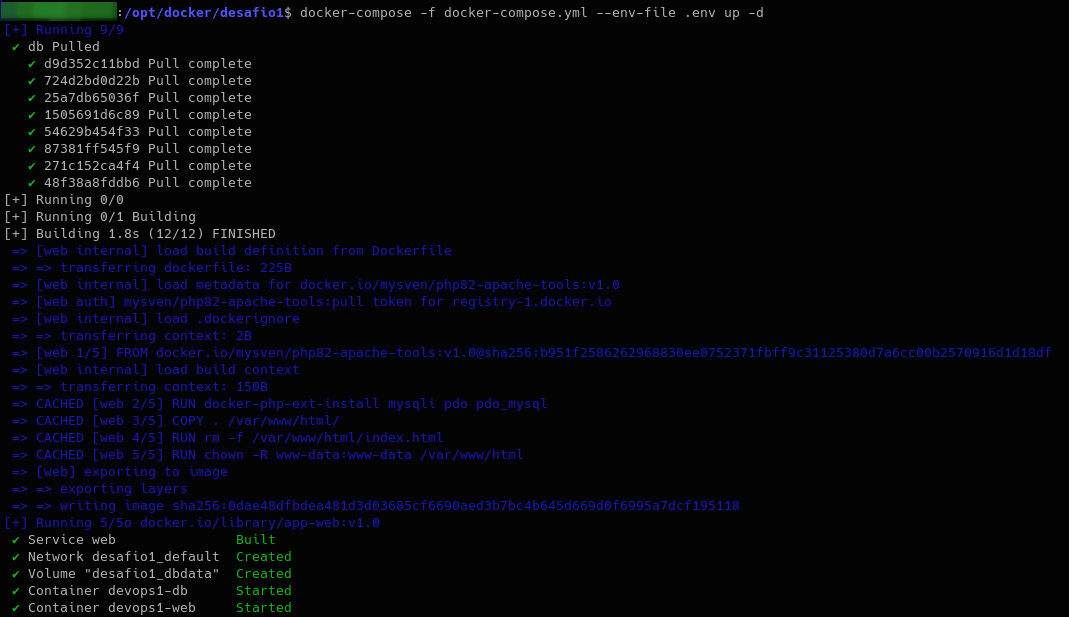 :/opt/docker/desafio1$ docker-compose -f docker-compose.yml --env-file .env up -d
[+] Running 9/9
✔ db Pulled
✔ d9d352c11bbd Pull complete
✔ 724d2bd0d22b Pull complete
✔ 25a7db65036f Pull complete
✔ 1505691d6c89 Pull complete
✔ 54629b454f33 Pull complete
✔ 87381ff545f9 Pull complete
✔ 271c152ca4f4 Pull complete
✔ 48f38a8fddb6 Pull complete
[+] Running 0/0
[+] Running 0/1 Building
[+] Building 1.8s (12/12) FINISHED
=> [web internal] load build definition from Dockerfile
=> => transferring dockerfile: 225B
=> [web internal] load metadata for docker.io/mysven/php82-apache-tools:v1.0
=> [web auth] mysven/php82-apache-tools:pull token for registry-1.docker.io
=> [web internal] load .dockerignore
=> => transferring context: 2B
=> [web 1/5] FROM docker.io/mysven/php82-apache-tools:v1.0@sha256:b951f2586262968830ee0752371fbff9c31125380d7a6cc00b2570916d1d18df
=> [web internal] load build context
=> => transferring context: 150B
=> CACHED [web 2/5] RUN docker-php-ext-install mysqli pdo pdo_mysql
=> CACHED [web 3/5] COPY . /var/www/html/
=> CACHED [web 4/5] RUN rm -f /var/www/html/index.html
=> CACHED [web 5/5] RUN chown -R www-data:www-data /var/www/html
=> [web] exporting to image
=> => exporting layers
=> => writing image sha256:0dae48dfbdea481d3d03685cf6690aed3b7bc4b645d669d0f6995a7dcf195118
[+] Running 5/5o docker.io/library/app-web:v1.0
✔ Service web Built
✔ Network desafio1_default Created
✔ Volume "desafio1_dbdata" Created
✔ Container devops1-db Started
✔ Container devops1-web Started